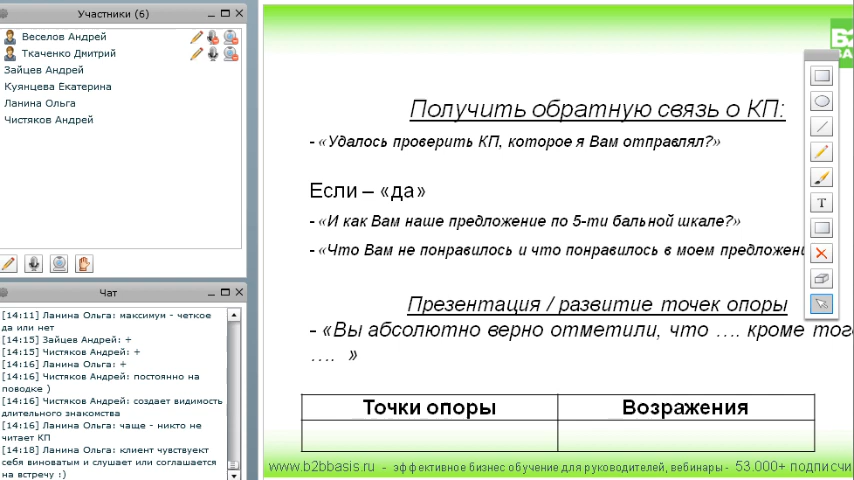 Участники (6)
Веселов Андрей
Ткаченко Дмитрий
Зайцев Андрей
Куянцева Екатерина
Ланина Ольга
Чистяков Андрей
Чат
[14:11] Ланина Ольга: максимум - четкое
да или нет
[14:15] Зайцев Андрей: +
[14:15] Чистяков Андрей: +
[14:16] Ланина Ольга: +
[14:16] Чистяков Андрей: постоянно на
поводке )
[14:16] Чистяков Андрей: создает видимость
длительного знакомства
[14:16] Ланина Ольга: чаще - никто не
читает КП
[14:18] Ланина Ольга: клиент чувствуект
себя виноватым и слушает или соглашается
на встречу :)
Получить обратную связь о КП:
- «Удалось проверить КП, которое я Вам отправлял?»
Если – «да»
- «И как Вам наше предложение по 5-ти бальной шкале?»
- «Что Вам не понравилось и что понравилось в моем предложени
Презентация / развитие точек опоры
- «Вы абсолютно верно отметили, что …. кроме того
…. »
Точки опоры Возражения
www.b2bbasis.ru - эффективное бизнес обучение для руководителей, вебинары - 53.000+ подписчи
T